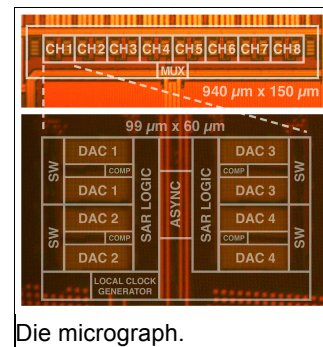 CH1 CH2 CH3 CH4 CH5 CH6 CH7 CH8
MUX
940 µm x 150 µm
99 µm x 60 µm
SW DAC 1 COMP DAC 1
SW DAC 2 COMP DAC 2
SAR LOGIC
ASYNC
SAR LOGIC
DAC 3 COMP DAC 3 SW
DAC 4 COMP DAC 4 SW
LOCAL CLOCK
GENERATOR
Die micrograph.